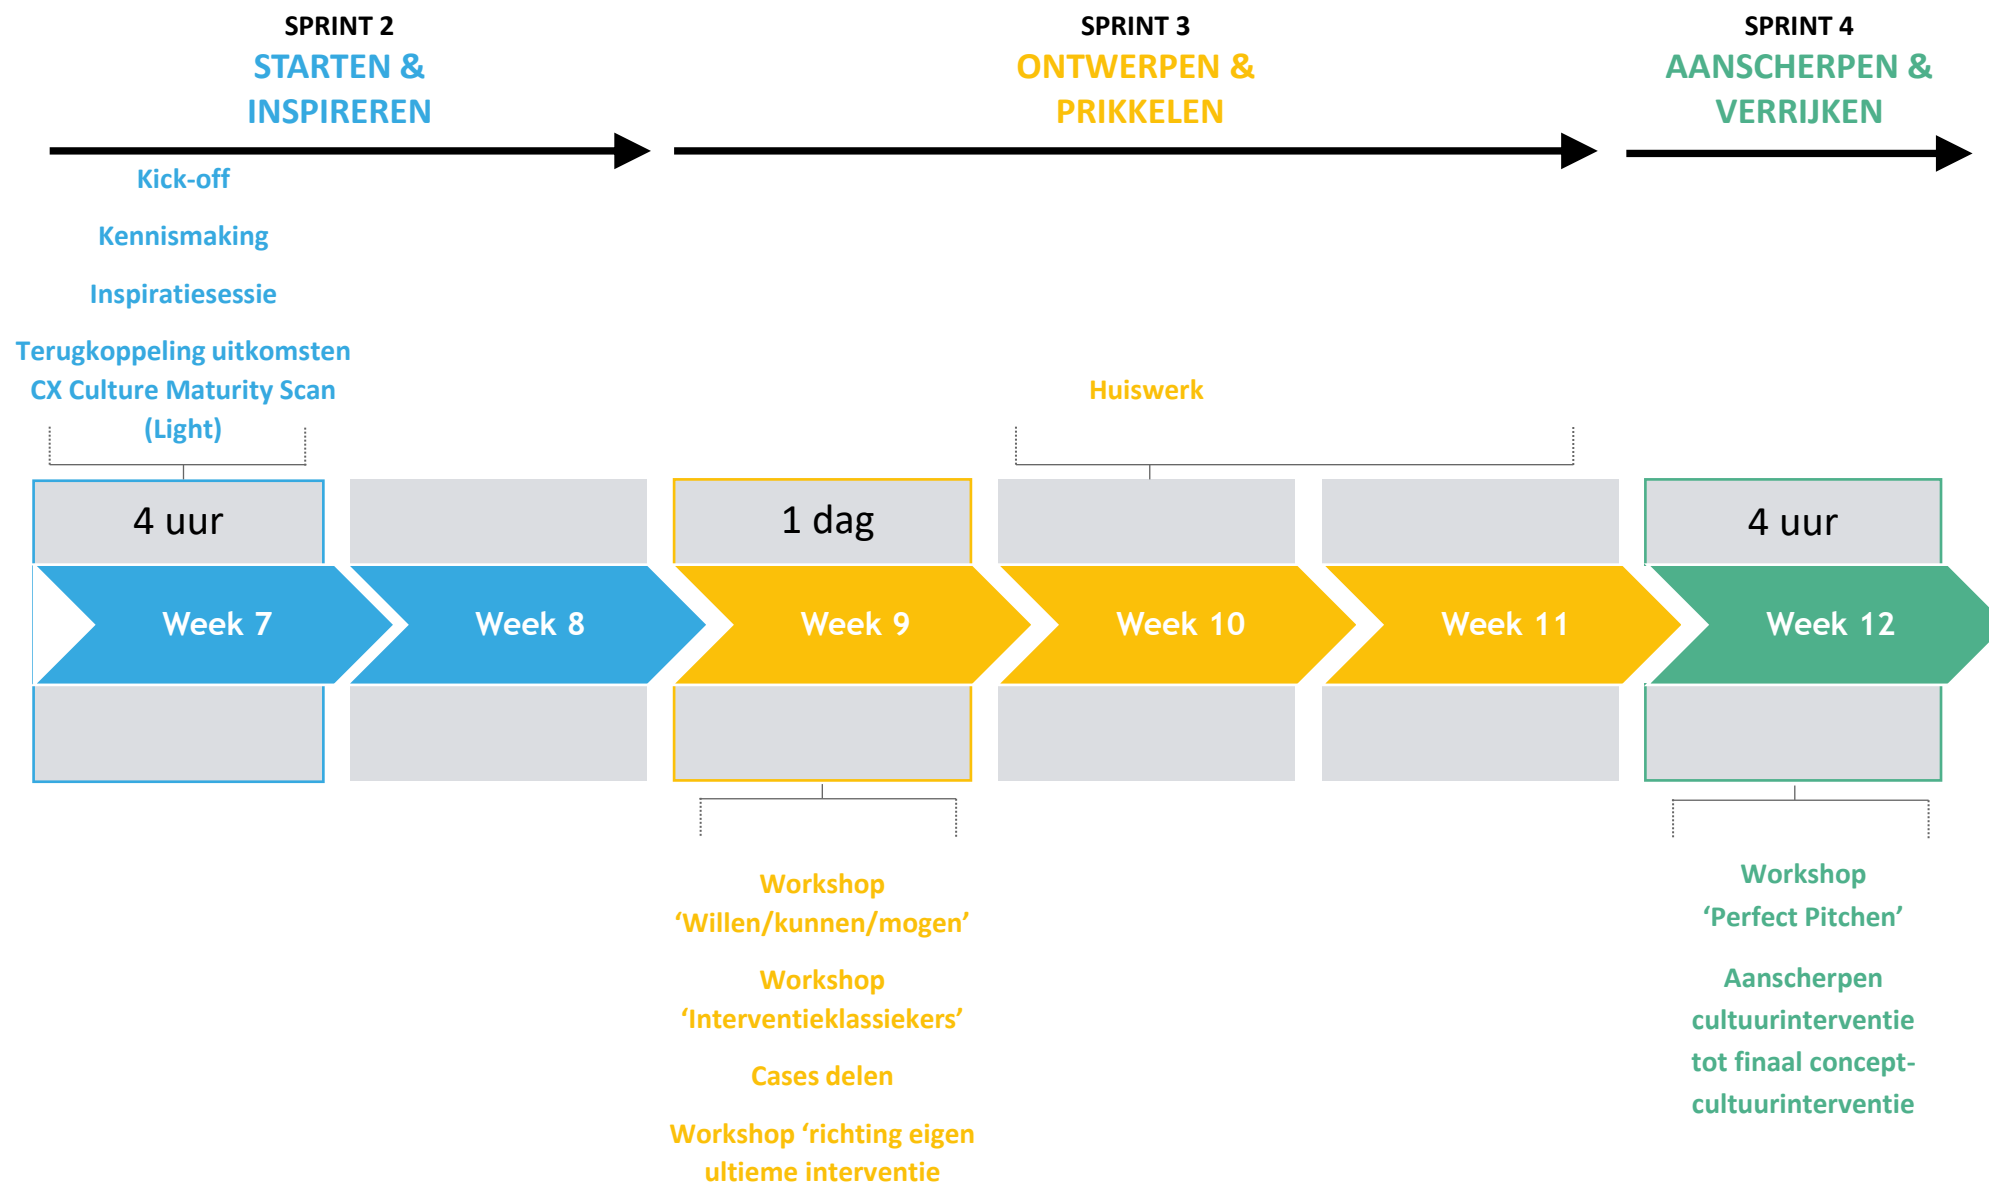 SPRINT 2
STARTEN &
INSPIREREN
SPRINT 3
ONTWERPEN &
PRIKKELEN
SPRINT 4
AANSCHERPEN &
VERRIJKEN
Kick-off
Kennismaking
Inspiratiesessie
Terugkoppeling uitkomsten
CX Culture Maturity Scan
(Light)
Huiswerk
4 uur
1 dag
4 uur
Week 7
Week 8
Week 9
Week 10
Week 11
Week 12
Workshop
‘Willen/kunnen/mogen’
Workshop
‘Interventieklassiekers’
Cases delen
Workshop ‘richting eigen
ultieme interventie
Workshop
‘Perfect Pitchen’
Aanscherpen
cultuurinterventie
tot finaal concept-
cultuurinterventie